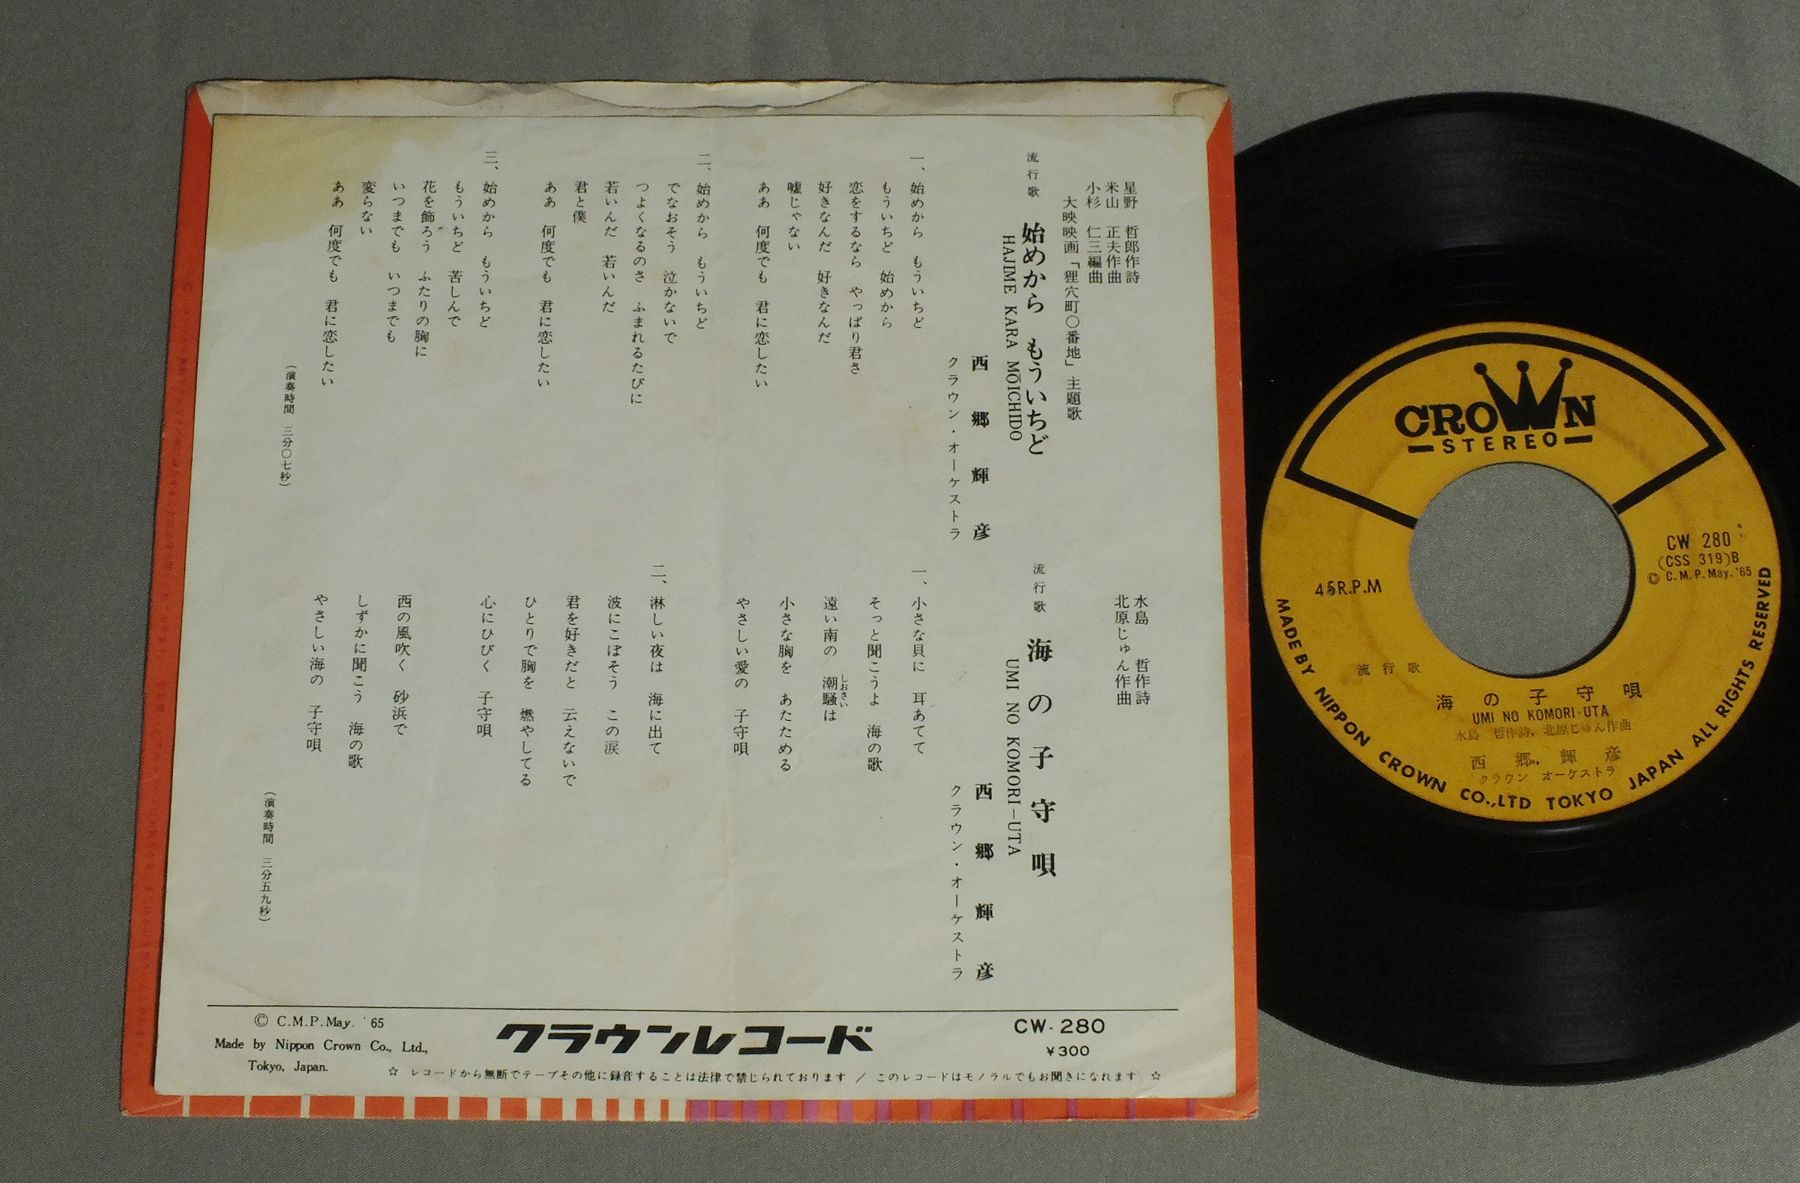 星野 哲郎作詩
米山 正夫作曲
小杉 仁三編曲
大映映画「狸穴町〇番地」主題歌
流行歌 始めから もういちど
HAJIME KARA MŌICHIDO
西郷輝彦
クラウン・オーケストラ
一、始めから もういちど
もういちど 始めから
恋をするなら やっぱり君さ
好きなんだ 好きなんだ
嘘じゃない
ああ 何度でも 君に恋したい
二、始めから もういちど
でなおそう 泣かないで
つよくなるのさ ふまれるたびに
若いんだ 若いんだ
君と僕
ああ 何度でも 君に恋したい
三、始めから もういちど
もういちど 苦しんで
花を飾ろう ふたりの胸に
いつまでも いつまでも
変らない
ああ 何度でも 君に恋したい
(演奏時間 三分〇七秒)
水島 哲作詩
北原じゅん作曲
流行歌 海の子守唄
UMI NO KOMORI-UTA
西郷輝彦
クラウン・オーケストラ
一、小さな貝に 耳あてて
そっと聞こうよ 海の歌
遠い南の 潮騒は
しおさい
小さな胸を あたためる
やさしい愛の 子守唄
二、淋しい夜は 海に出て
波にこぼそう この涙
君を好きだと 云えないで
ひとりで胸を 燃やしてる
心にひびく 子守唄
西の風吹く 砂浜で
しずかに聞こう 海の歌
やさしい海の 子守唄
(演奏時間 三分五九秒)
Ⓒ C.M.P.May. '65
Made by Nippon Crown Co., Ltd.,
Tokyo, Japan.
クラウンレコード
CW-280
¥300
☆ レコードから無断でテープその他に録音することは法律で禁じられております / このレコードはモノラルでもお聞きになれます ☆
CROWN
STEREO
CW 280
(CSS 319)B
Ⓒ C.M.P.May.'65
45R.P.M
流行歌
海の子守唄
UMI NO KOMORI-UTA
水島 哲作詩, 北原じゅん作曲
西郷輝彦
クラウン オーケストラ
MADE BY NIPPON CROWN CO.,LTD TOKYO JAPAN ALL RIGHTS RESERVED